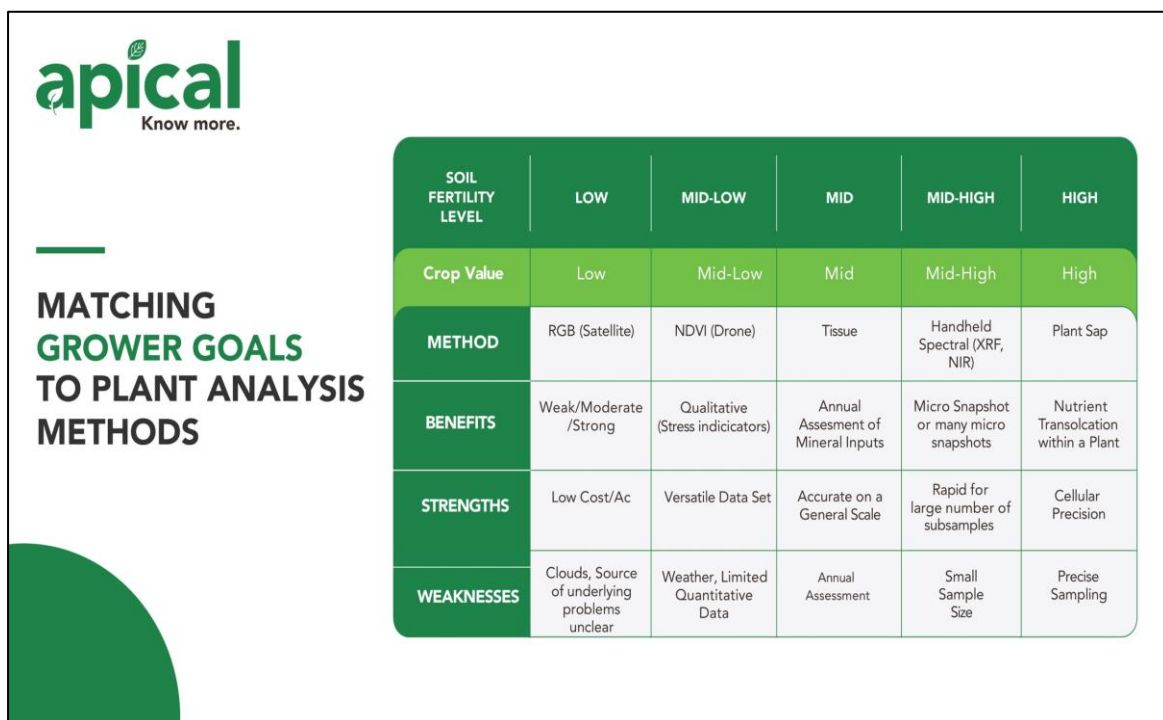 apical
Know more.
MATCHING
GROWER GOALS
TO PLANT ANALYSIS
METHODS
SOIL
FERTILITY
LEVEL
LOW
MID-LOW
MID
MID-HIGH
HIGH
Crop Value
Low
Mid-Low
Mid
Mid-High
High
METHOD
RGB (Satellite)
NDVI (Drone)
Tissue
Handheld
Spectral (XRF,
NIR)
Plant Sap
BENEFITS
Weak/Moderate
/Strong
Qualitative
(Stress indicicators)
Annual
Assesment of
Mineral Inputs
Micro Snapshot
or many micro
snapshots
Nutrient
Transolcation
within a Plant
STRENGTHS
Low Cost/Ac
Versatile Data Set
Accurate on a
General Scale
Rapid for
large number of
subsamples
Cellular
Precision
WEAKNESSES
Clouds, Source
of underlying
problems
unclear
Weather, Limited
Quantitative
Data
Annual
Assessment
Small
Sample
Size
Precise
Sampling